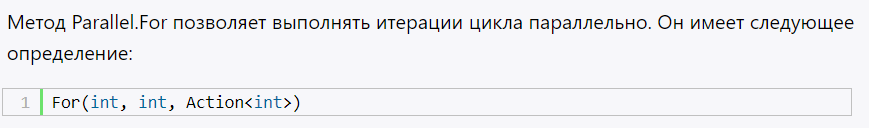 Метод Parallel.For позволяет выполнять итерации цикла параллельно. Он имеет следующее
определение:
1 For(int, int, Action<int>)